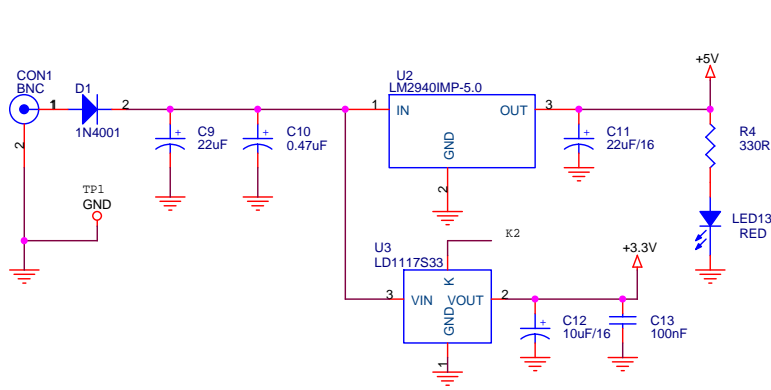 +5V
CON1
BNC
D1
U2
LM2940IMP-5.0
1
2
1
IN
OUT
3
1N4001
C9
22uF
C10
0.47uF
C11
22uF/16
R4
330R
2
GND
2
TP1
GND
LED13
RED
K2
U3
LD1117S33
+3.3V
K
3
VIN
VOUT
2
GND
C12
10uF/16
C13
100nF
1